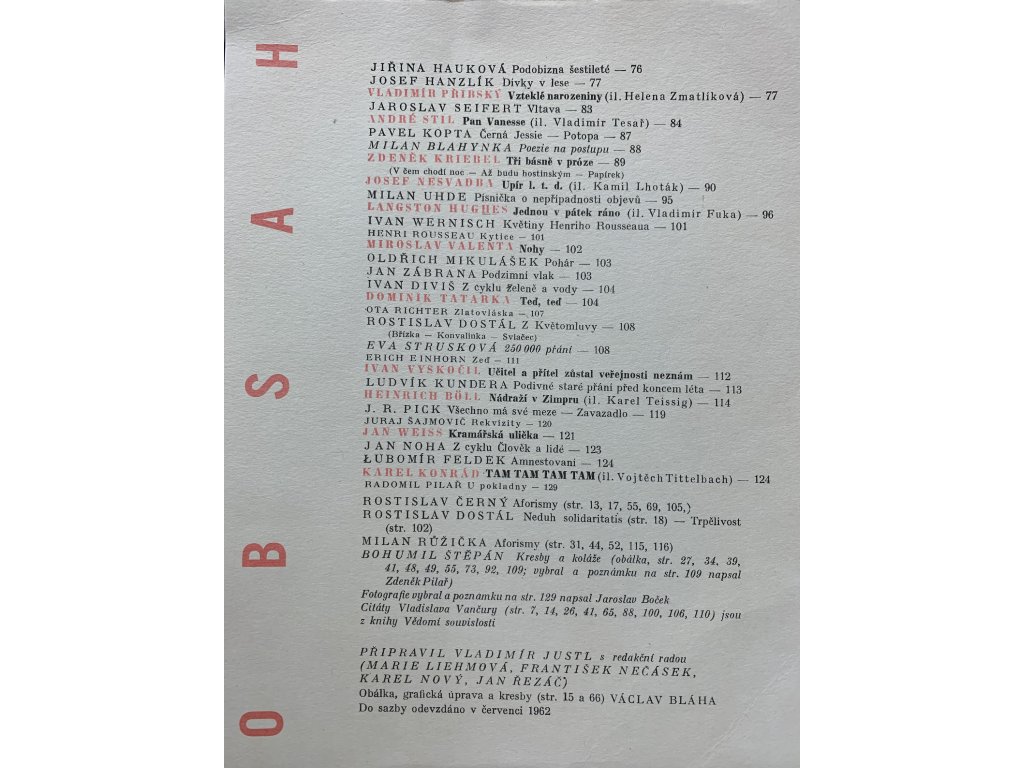 OBSAH
JIŘINA HAUKOVÁ Podobizna šestileté — 76
JOSEF HANZLÍK Dívky v lese — 77
VLADIMÍR PŘIBSKÝ Vzteklé narozeniny (il. Helena Zmatlíková) — 77
JAROSLAV SEIFERT Vltava — 83
ANDRÉ STIL Pan Vanesse (il. Vladimír Tesař) — 84
PAVEL KOPTA Černá Jessie — Potopa — 87
MILAN BLAHYNKA Poezie na postupu — 88
ZDENĚK KRIEBEL Tři básně v próze — 89
(V čem chodí noc — Až budu hostinským — Papírek)
JOSEF NESVADBA Upír l. t. d. (il. Kamil Lhoták) — 90
MILAN UHDE Písnička o nepřípadnosti objevů — 95
LANGSTON HUGHES Jednou v pátek ráno (il. Vladimír Fuka) — 96
IVAN WERNISCH Květiny Henriho Rousseaua — 101
HENRI ROUSSEAU Kytice — 101
MIROSLAV VALENTA Nohy — 102
OLDŘICH MIKULÁŠEK Pohár — 103
JAN ZÁBRANA Podzimní vlak — 103
IVAN DIVIŠ Z cyklu Zeleně a vody — 104
DOMINIK TATARKA Teď, teď — 104
OTA RICHTER Zlatovláska — 107
ROSTISLAV DOSTÁL Z Květomluvy — 108
(Břízka — Konvalinka — Svlačec)
EVA STRUSKOVÁ 250 000 přání — 108
ERICH EINHORN Zeď — 111
IVAN VYSKOČIL Učitel a přítel zůstal veřejnosti neznám — 112
LUDVÍK KUNDERA Podivné staré přání před koncem léta — 113
HEINRICH BÖLL Nádraží v Zimpru (il. Karel Teissig) — 114
J. R. PICK Všechno má své meze — Zavazadlo — 119
JURAJ ŠAJMOVIČ Rekvizity — 120
JAN WEISS Kramářská ulička — 121
JAN NOHA Z cyklu Člověk a lidé — 123
ĽUBOMÍR FELDEK Amnestovaní — 124
KAREL KONRÁD TAM TAM TAM TAM (il. Vojtěch Tittelbach) — 124
RADOMIL PILAŘ U pokladny — 129
ROSTISLAV ČERNÝ Aforismy (str. 13, 17, 55, 69, 105,)
ROSTISLAV DOSTÁL Neduh solidaritatis (str. 18) — Trpělivost
(str. 102)
MILAN RŮŽIČKA Aforismy (str. 31, 44, 52, 115, 116)
BOHUMIL ŠTĚPÁN Kresby a koláže (obálka, str. 27, 34, 39,
41, 48, 49, 55, 73, 92, 109; vybral a poznámku na str. 109 napsal
Zdeněk Pilař)
Fotografie vybral a poznámku na str. 129 napsal Jaroslav Boček
Citáty Vladislava Vančury (str. 7, 14, 26, 41, 65, 88, 100, 106, 110) jsou
z knihy Vědomí souvislosti
PŘIPRAVIL VLADIMÍR JUSTL s redakční radou
(MARIE LIEHMOVÁ, FRANTIŠEK NEČÁSEK,
KAREL NOVÝ, JAN ŘEZÁČ)
Obálka, grafická úprava a kresby (str. 15 a 66) VÁCLAV BLÁHA
Do sazby odevzdáno v červenci 1962